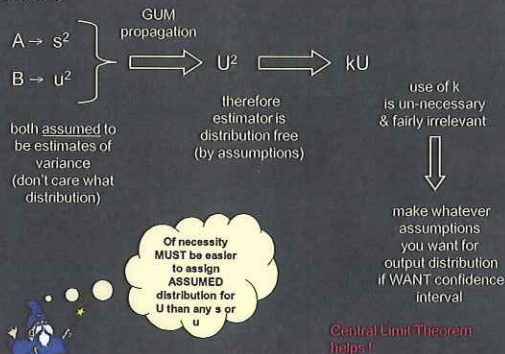 GUM
propagation
A→ s²
B→ u²
U²
kU
both assumed to
be estimates of
variance
(don't care what
distribution)
therefore
estimator is
distribution free
(by assumptions)
use of k
is un-necessary
& fairly irrelevant
make whatever
assumptions
you want for
output distribution
if WANT confidence
interval
Of necessity
MUST be easier
to assign
ASSUMED
distribution for
U than any s or
u
Central Limit Theorem
helps !